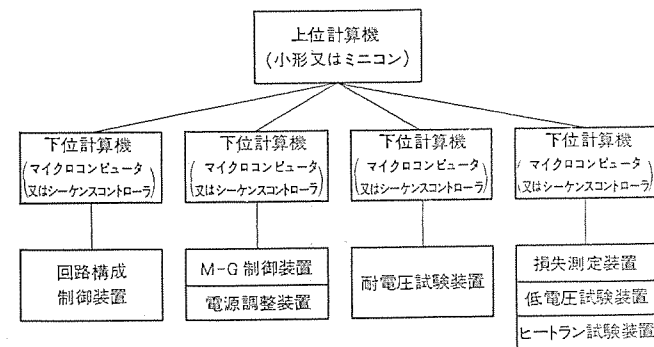 上位計算機
(小形又はミニコン)
下位計算機
(マイクロコンピュータ
又はシーケンスコントローラ)
下位計算機
(マイクロコンピュータ
又はシーケンスコントローラ)
下位計算機
(マイクロコンピュータ
又はシーケンスコントローラ)
下位計算機
(マイクロコンピュータ
又はシーケンスコントローラ)
回路構成
制御装置
M-G制御装置
電源調整装置
耐電圧試験装置
損失測定装置
低電圧試験装置
ヒートラン試験装置